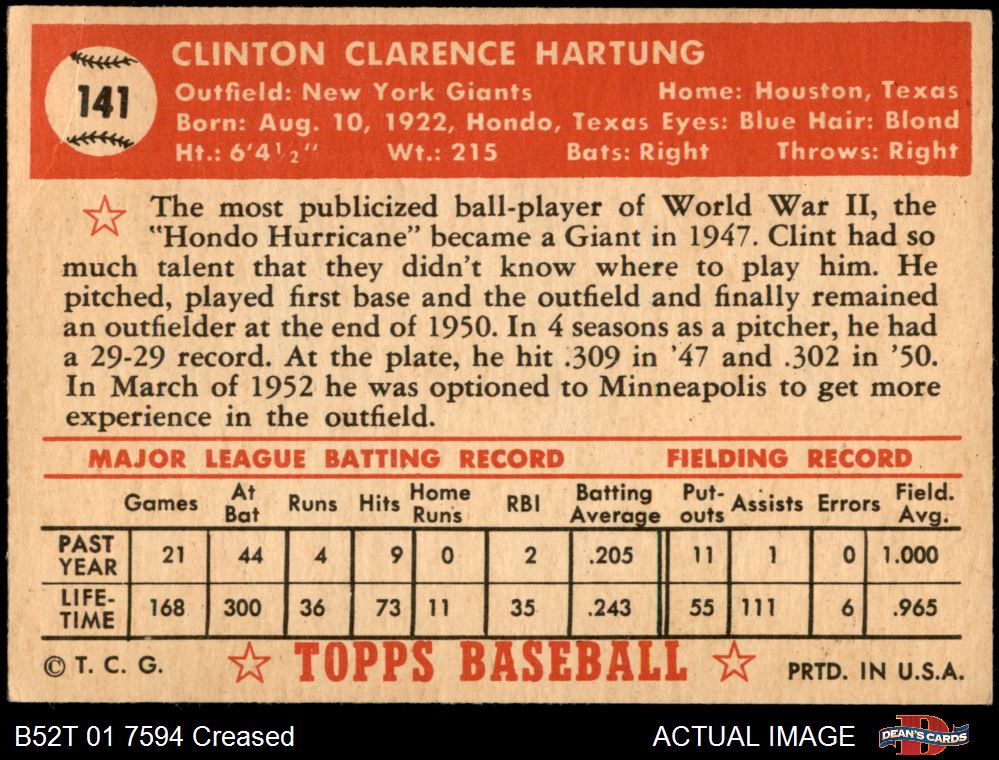 141
CLINTON CLARENCE HARTUNG
Outfield: New York Giants Home: Houston, Texas
Born: Aug. 10, 1922, Hondo, Texas Eyes: Blue Hair: Blond
Ht.: 6'4½" Wt.: 215 Bats: Right Throws: Right
The most publicized ball-player of World War II, the
"Hondo Hurricane" became a Giant in 1947. Clint had so
much talent that they didn't know where to play him. He
pitched, played first base and the outfield and finally remained
an outfielder at the end of 1950. In 4 seasons as a pitcher, he had
a 29-29 record. At the plate, he hit .309 in '47 and .302 in '50.
In March of 1952 he was optioned to Minneapolis to get more
experience in the outfield.
MAJOR LEAGUE BATTING RECORD FIELDING RECORD
Games At Bat Runs Hits Home Runs RBI Batting Average Put-outs Assists Errors Field. Avg.
PAST YEAR 21 44 4 9 0 2 .205 11 1 0 1.000
LIFE-TIME 168 300 36 73 11 35 .243 55 111 6 .965
© T. C. G. TOPPS BASEBALL PRTD. IN U.S.A.
B52T 01 7594 Creased ACTUAL IMAGE DEAN'S CARDS